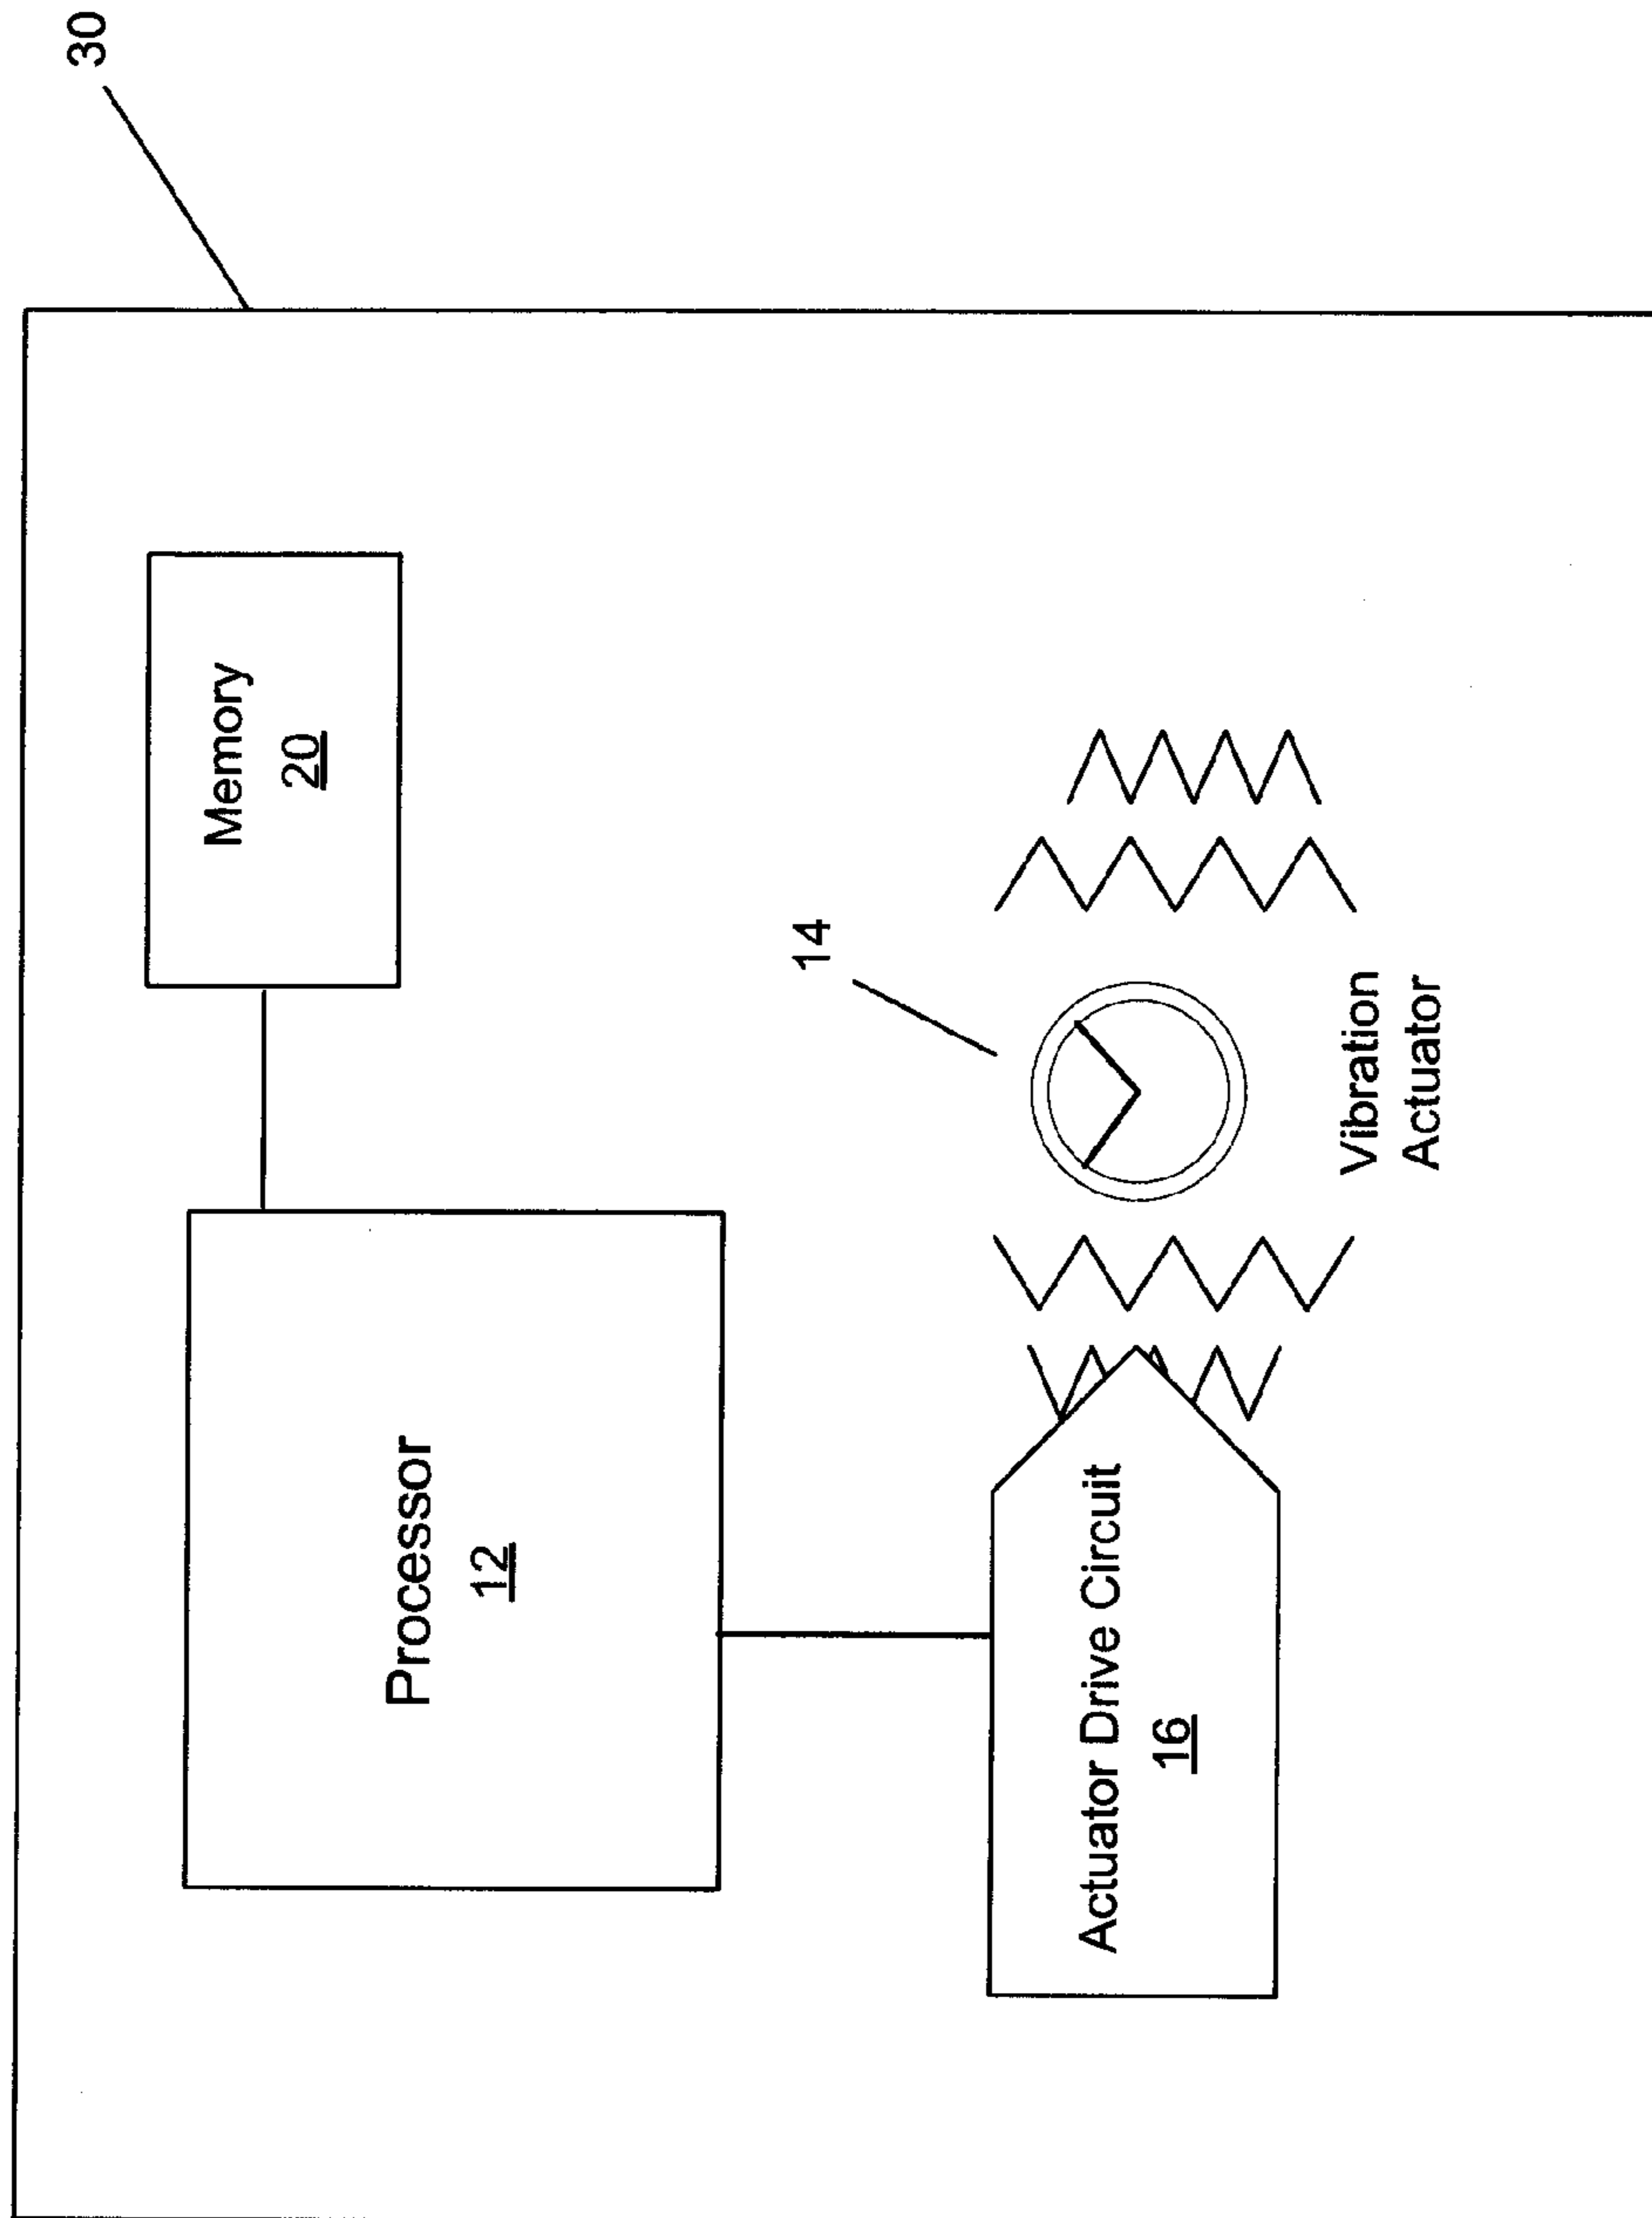 30
Memory
20
Processor
12
14
Actuator Drive Circuit
16
Vibration
Actuator